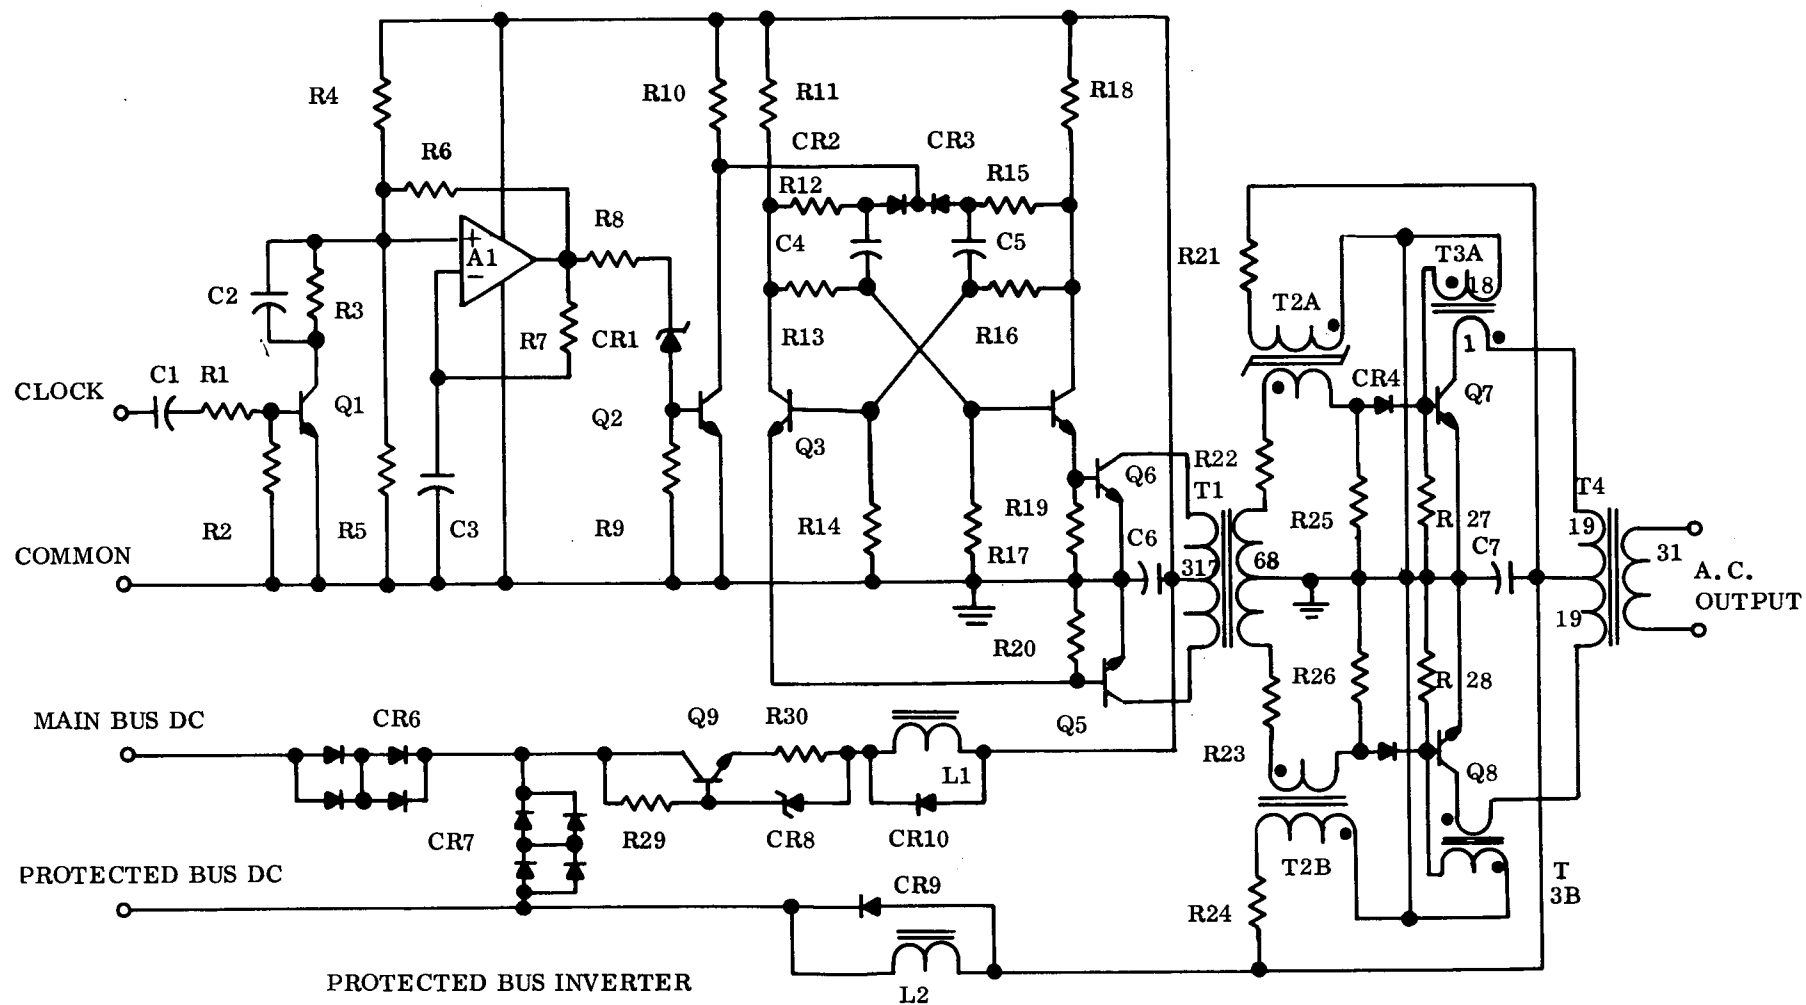 R4
R10
R11
R18
R6
CR2
CR3
R12
R15
R8
C4
C5
+
A1
−
R21
T3A
18
C2
R3
T2A
R7
CR1
R13
R16
1
CLOCK
C1
R1
Q1
Q2
Q3
CR4
Q7
R22
Q6
T1
T4
R2
R5
C3
R9
R14
R19
R17
C6
R25
R 27
C7
19
COMMON
317
68
31
A. C.
OUTPUT
19
R20
R26
R 28
MAIN BUS DC
CR6
Q9
R30
Q5
L1
R23
Q8
CR7
R29
CR8
CR10
T2B
PROTECTED BUS DC
CR9
T
3B
R24
PROTECTED BUS INVERTER
L2